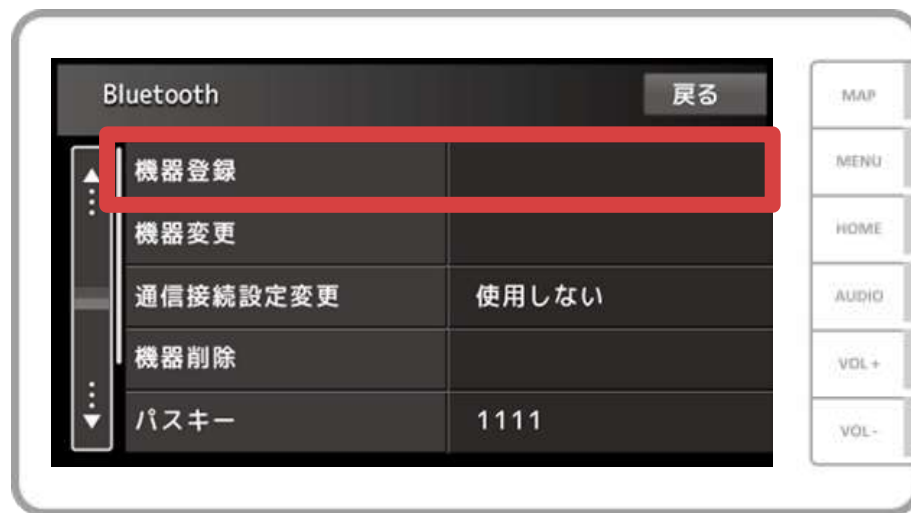 Bluetooth 戻る
機器登録
機器変更
通信接続設定変更 使用しない
機器削除
パスキー 1111
MAP
MENU
HOME
AUDIO
VOL +
VOL -